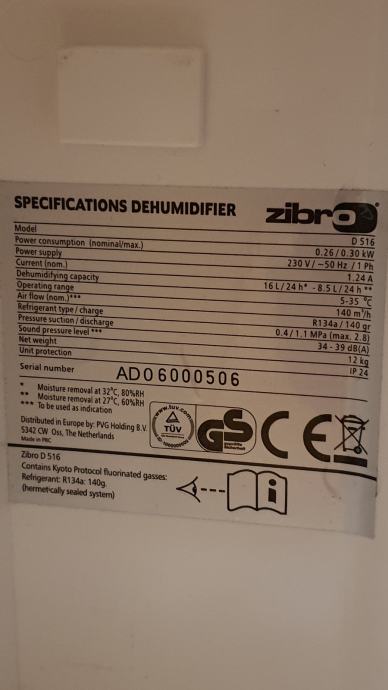 SPECIFICATIONS DEHUMIDIFIER zibro
Model D 516
Power consumption (nominal/max.) 0.26 / 0.30 kW
Power supply 230 V / ~50 Hz / 1 Ph
Current (nom.) 1.24 A
Dehumidifying capacity 16 L / 24 h* - 8.5 L / 24 h **
Operating range 5-35 °C
Air flow (nom.)*** 140 m³/h
Refrigerant type / charge R134a / 140 gr
Pressure suction / discharge 0.4 / 1.1 MPa (max. 2.8)
Sound pressure level *** 34 - 39 dB(A)
Net weight 12 kg
Unit protection IP 24
Serial number AD06000506
* Moisture removal at 32°C, 80%RH
** Moisture removal at 27°C, 60%RH
*** To be used as indication
Distributed in Europe by: PVG Holding B.V.
5342 CW Oss, The Netherlands
Made in PRC
www.tuv.com
TÜV
GS
geprüfte
Sicherheit
CE
Zibro D 516
Contains Kyoto Protocol fluorinated gasses:
Refrigerant: R134a: 140g.
(hermetically sealed system)
i